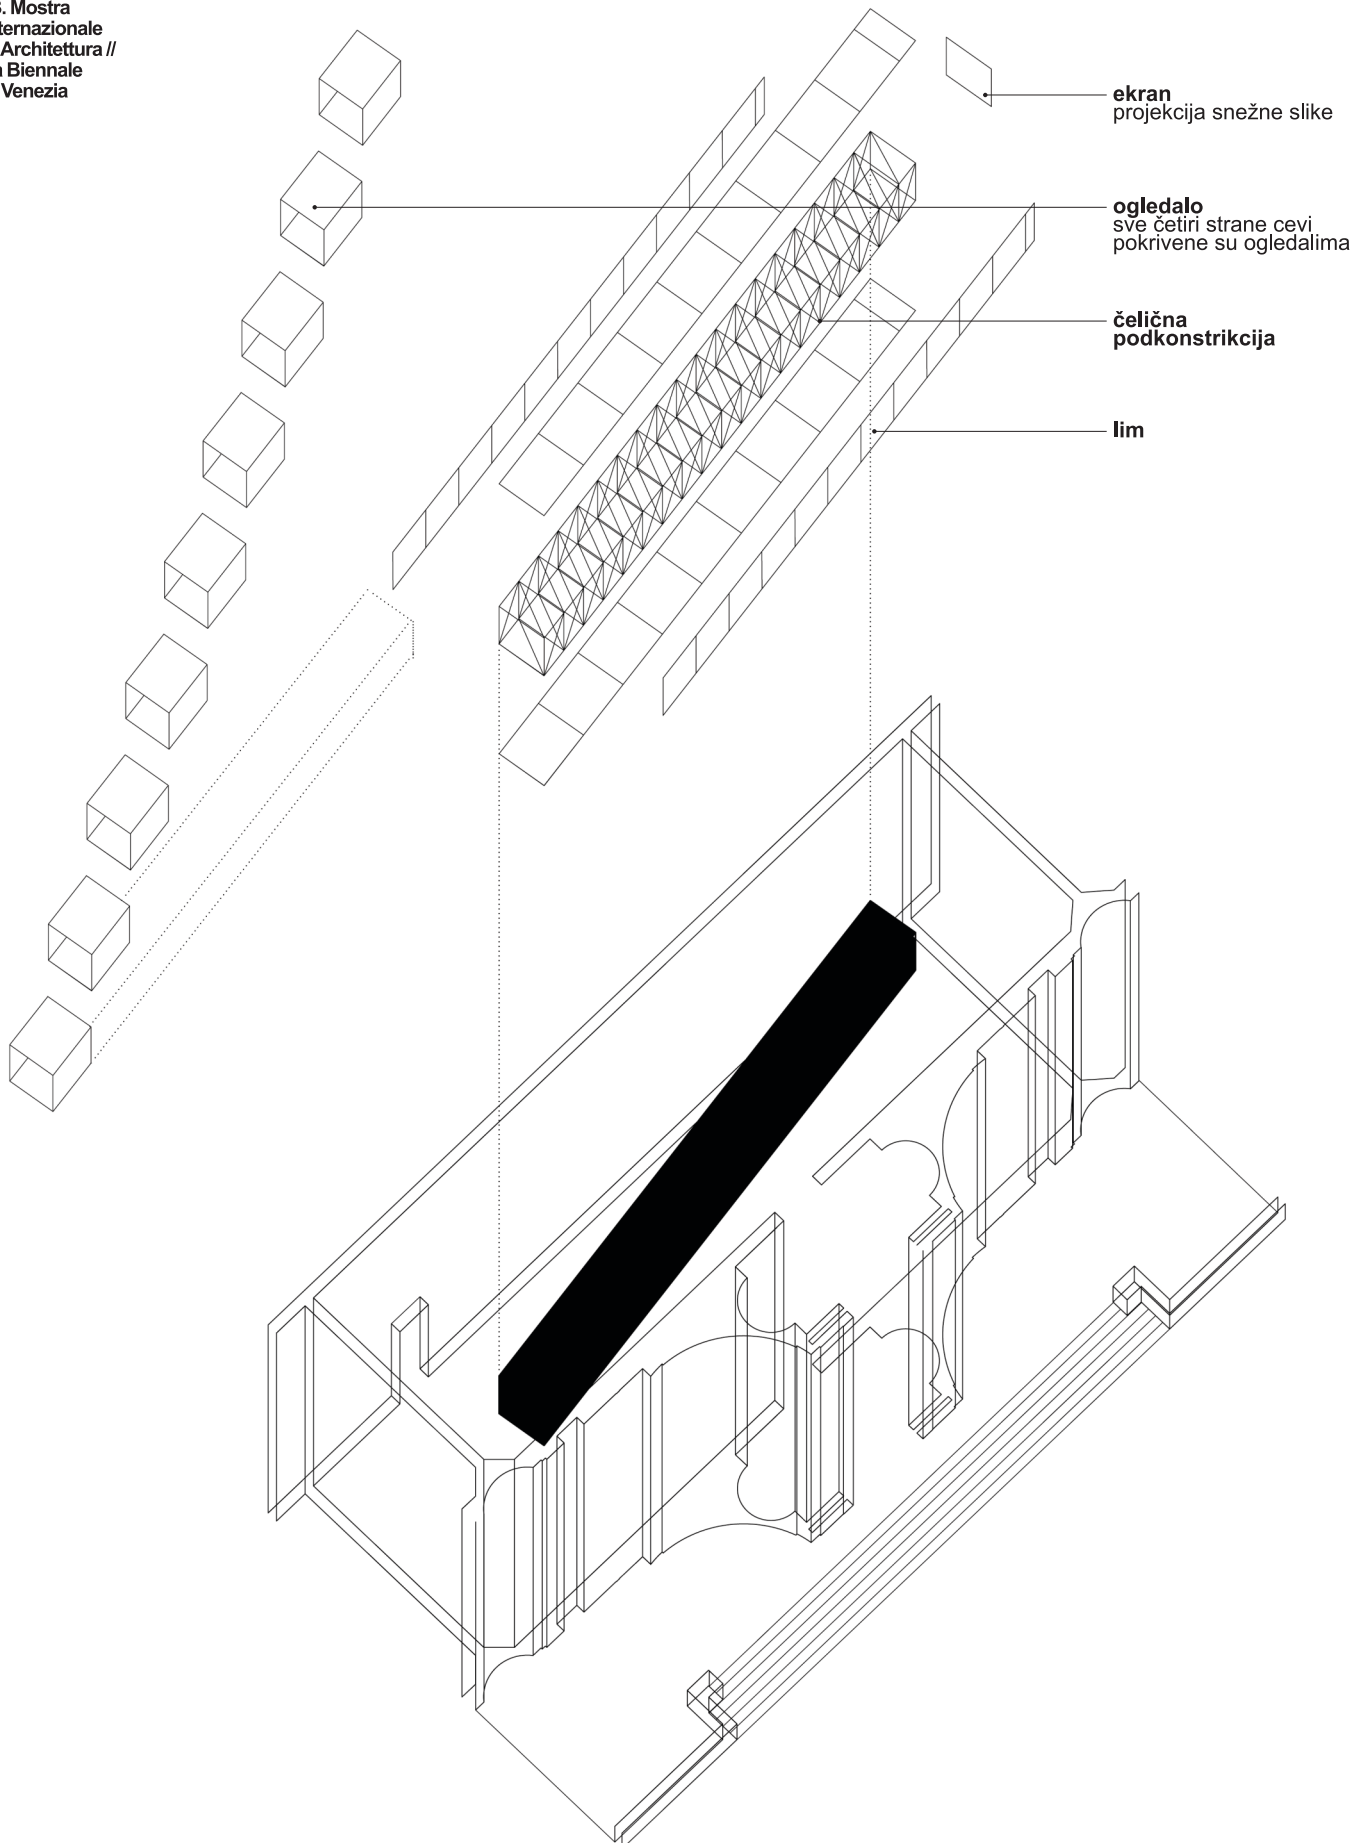 . Mostra
ternazionale
Architettura //
Biennale
Venezia
ekran
projekcija snežne slike
ogledalo
sve četiri strane cevi
pokrivene su ogledalima
čelična
podkonstrikcija
lim